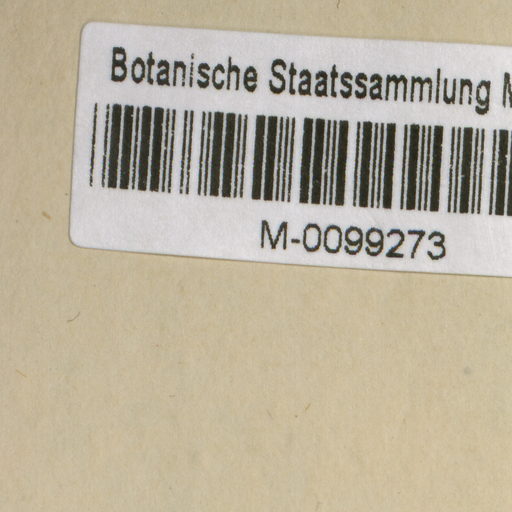 Botanische Staatssammlung M
M-0099273